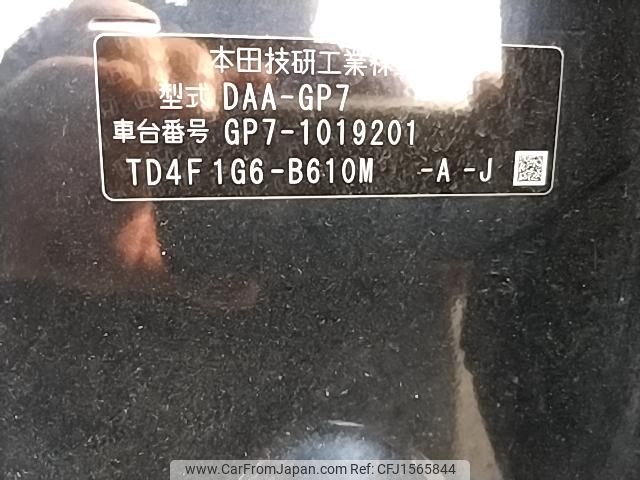 本田技研工業株
型式 DAA-GP7
車台番号 GP7-1019201
TD4F1G6-B610M -A -J
www.CarFromJapan.com | Ref: CFJ1565844